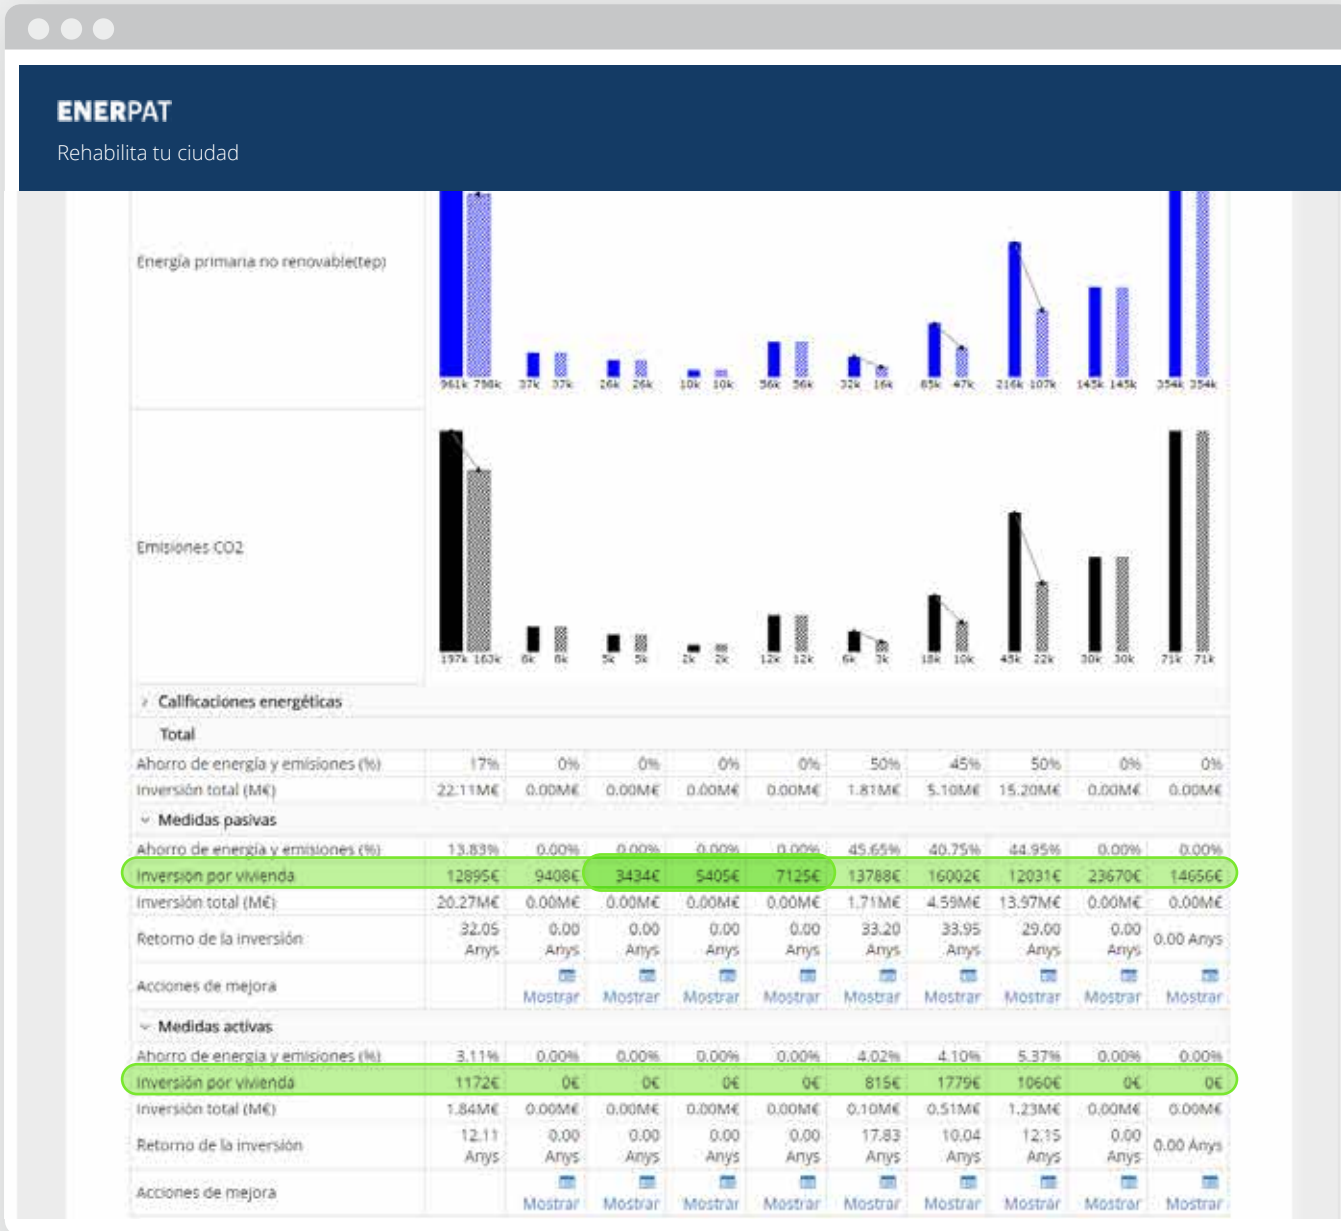 ENERPAT
Rehabilita tu ciudad
Energía primaria no renovable(tep)
961k 798k 37k 37k 26k 26k 10k 10k 56k 56k 32k 16k 85k 47k 216k 107k 145k 145k 354k 354k
Emisiones CO2
197k 163k 6k 6k 5k 5k 2k 2k 12k 12k 6k 3k 18k 10k 45k 22k 30k 30k 71k 71k
› Calificaciones energéticas
Total
Ahorro de energía y emisiones (%) 17% 0% 0% 0% 0% 50% 45% 50% 0% 0%
Inversión total (M€) 22.11M€ 0.00M€ 0.00M€ 0.00M€ 0.00M€ 1.81M€ 5.10M€ 15.20M€ 0.00M€ 0.00M€
Medidas pasivas
Ahorro de energía y emisiones (%) 13.83% 0.00% 0.00% 0.00% 0.00% 45.65% 40.75% 44.95% 0.00% 0.00%
Inversión por vivienda 12895€ 9408€ 3434€ 5405€ 7125€ 13788€ 16002€ 12031€ 23670€ 14656€
Inversión total (M€) 20.27M€ 0.00M€ 0.00M€ 0.00M€ 0.00M€ 1.71M€ 4.59M€ 13.97M€ 0.00M€ 0.00M€
Retorno de la inversión 32.05 Anys 0.00 Anys 0.00 Anys 0.00 Anys 0.00 Anys 33.20 Anys 33.95 Anys 29.00 Anys 0.00 Anys 0.00 Anys
Acciones de mejora Mostrar Mostrar Mostrar Mostrar Mostrar Mostrar Mostrar Mostrar Mostrar
Medidas activas
Ahorro de energía y emisiones (%) 3.11% 0.00% 0.00% 0.00% 0.00% 4.02% 4.10% 5.37% 0.00% 0.00%
Inversión por vivienda 1172€ 0€ 0€ 0€ 0€ 815€ 1779€ 1060€ 0€ 0€
Inversión total (M€) 1.84M€ 0.00M€ 0.00M€ 0.00M€ 0.00M€ 0.10M€ 0.51M€ 1.23M€ 0.00M€ 0.00M€
Retorno de la inversión 12.11 Anys 0.00 Anys 0.00 Anys 0.00 Anys 0.00 Anys 17.83 Anys 10.04 Anys 12.15 Anys 0.00 Anys 0.00 Anys
Acciones de mejora Mostrar Mostrar Mostrar Mostrar Mostrar Mostrar Mostrar Mostrar Mostrar